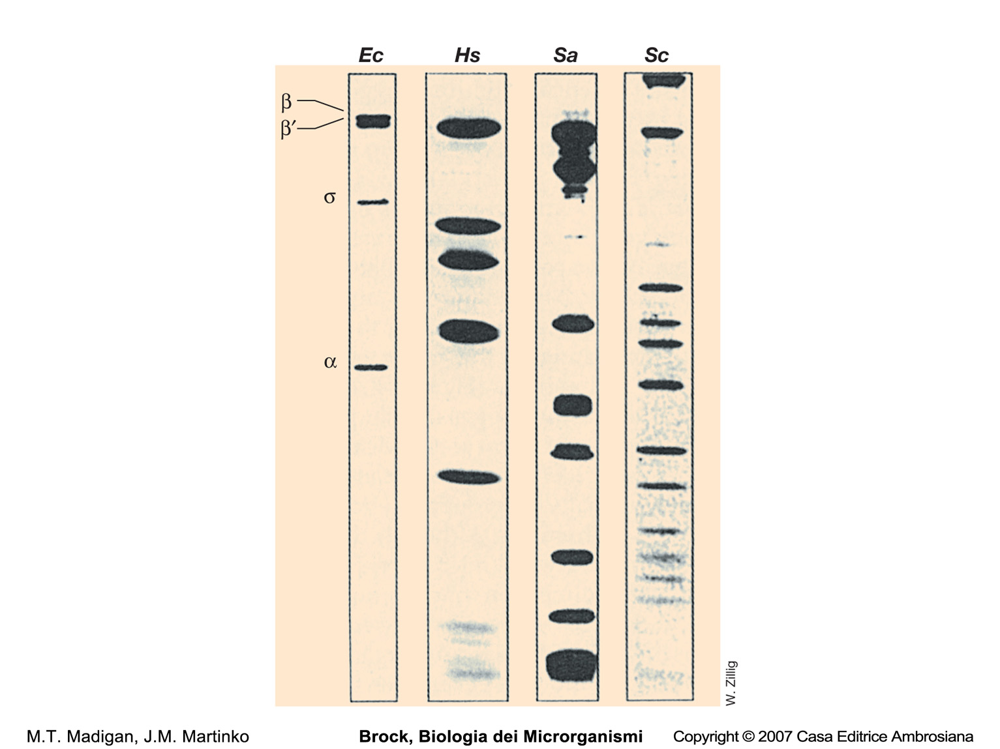 Ec Hs Sa Sc
β
β′
σ
α
W. Zillig
M.T. Madigan, J.M. Martinko Brock, Biologia dei Microrganismi Copyright © 2007 Casa Editrice Ambrosiana